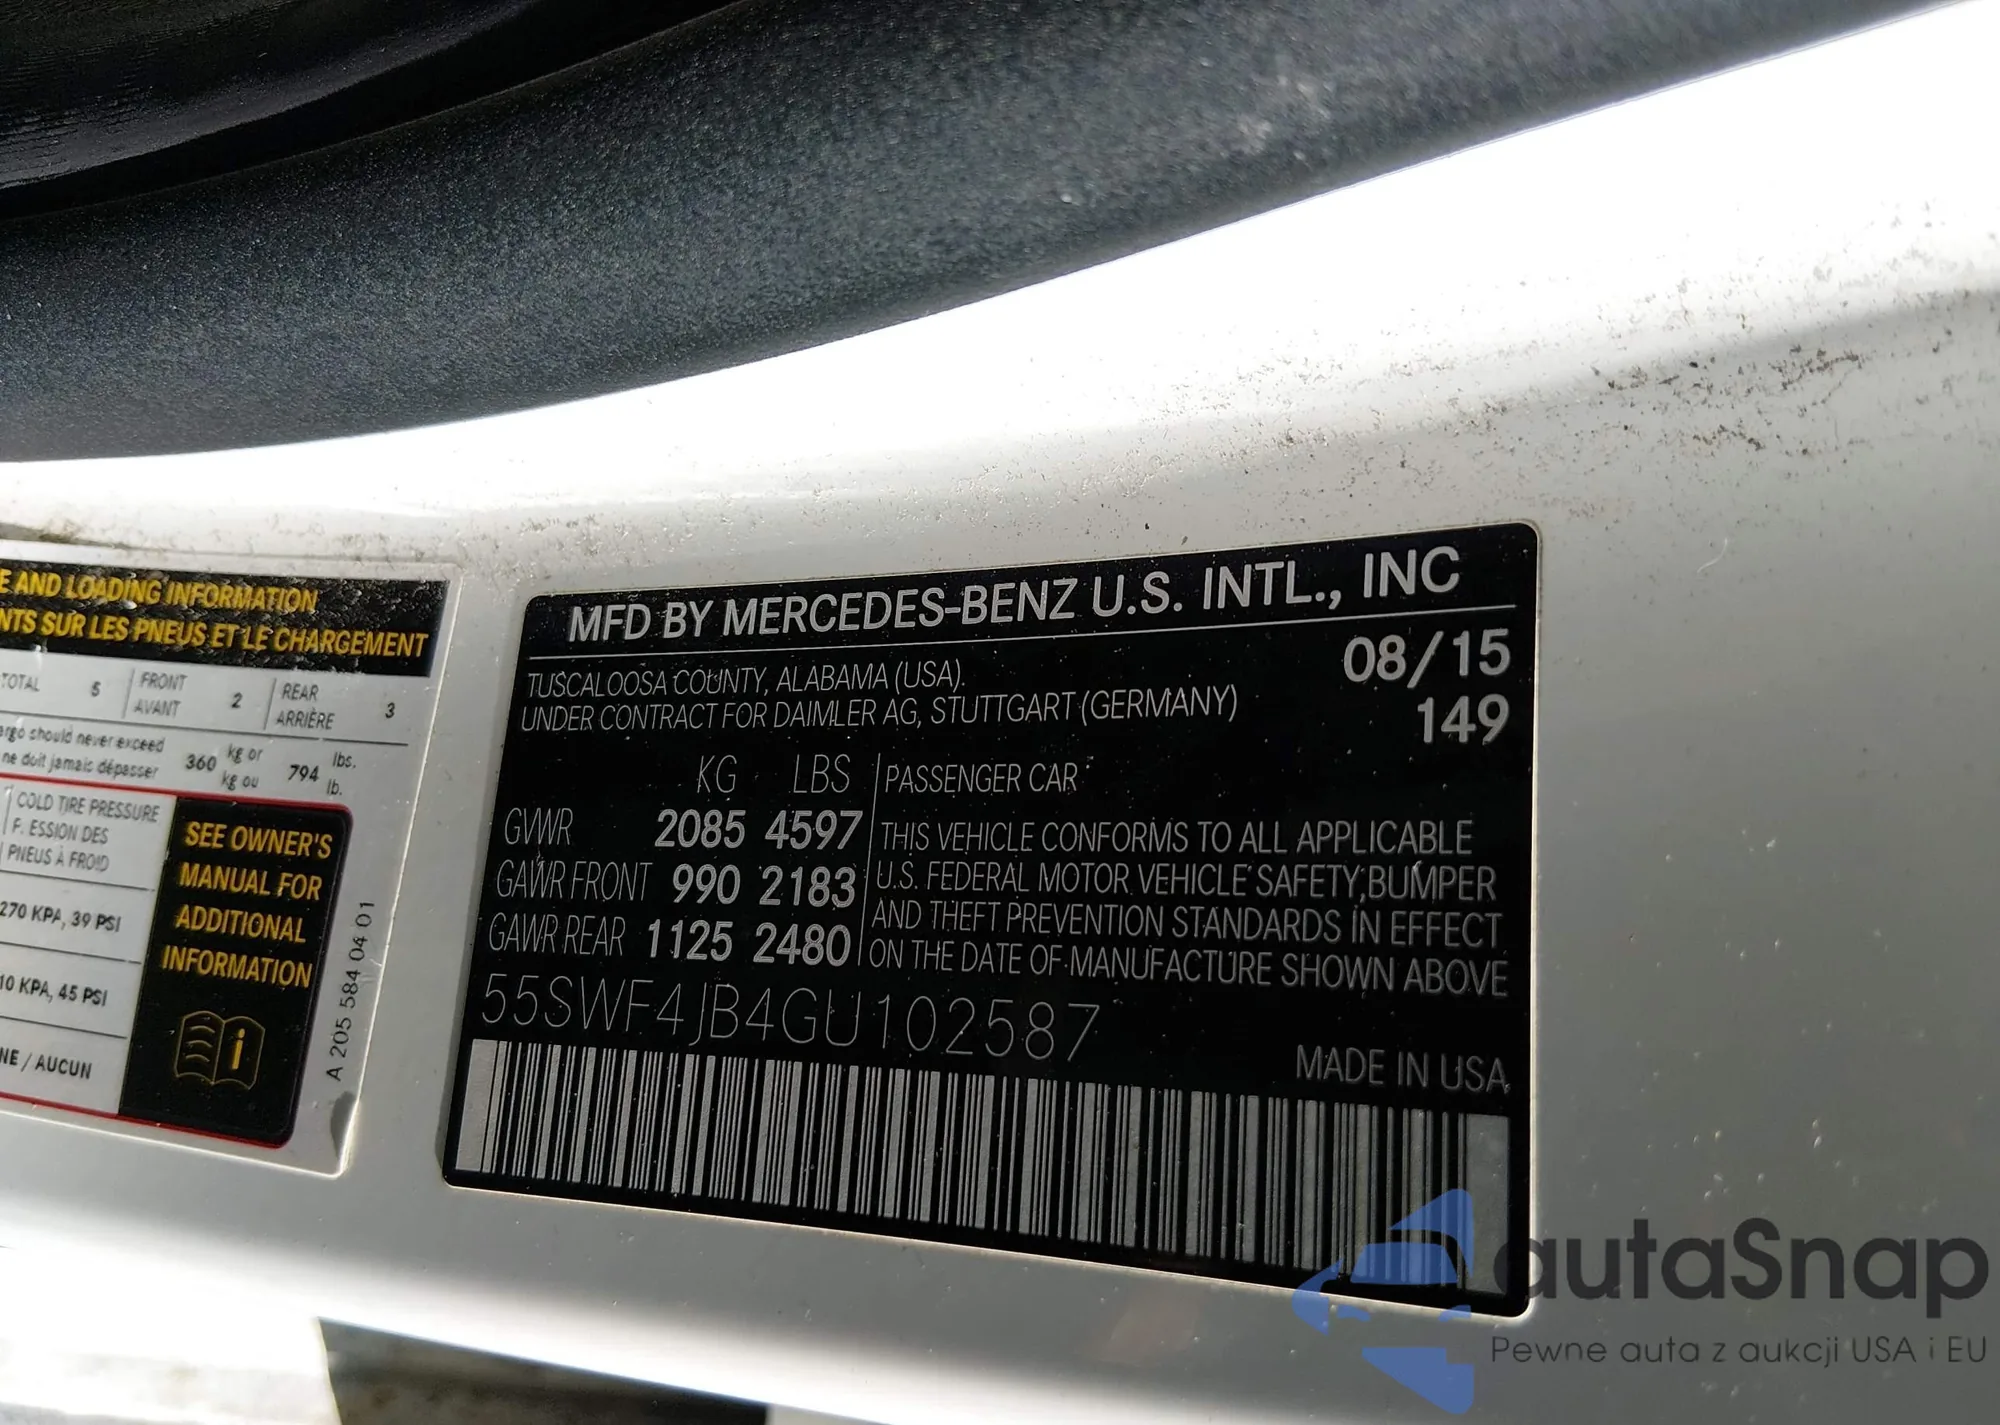 E AND LOADING INFORMATION
NTS SUR LES PNEUS ET LE CHARGEMENT
TOTAL 5 FRONT AVANT 2 REAR ARRIÈRE 3
argo should never exceed
ne doit jamais dépasser
360 kg or kg ou 794 lbs. lb.
COLD TIRE PRESSURE
F. ESSION DES
PNEUS À FROID
270 KPA, 39 PSI
10 KPA, 45 PSI
NE / AUCUN
SEE OWNER'S
MANUAL FOR
ADDITIONAL
INFORMATION
A 205 584 04 01
MFD BY MERCEDES-BENZ U.S. INTL., INC
TUSCALOOSA COUNTY, ALABAMA (USA).
UNDER CONTRACT FOR DAIMLER AG, STUTTGART (GERMANY)
08/15
149
KG LBS
GVWR 2085 4597
GAWR FRONT 990 2183
GAWR REAR 1125 2480
PASSENGER CAR
THIS VEHICLE CONFORMS TO ALL APPLICABLE
U.S. FEDERAL MOTOR VEHICLE SAFETY, BUMPER
AND THEFT PREVENTION STANDARDS IN EFFECT
ON THE DATE OF MANUFACTURE SHOWN ABOVE
55SWF4JB4GU102587
MADE IN USA
autaSnap
Pewne auta z aukcji USA i EU